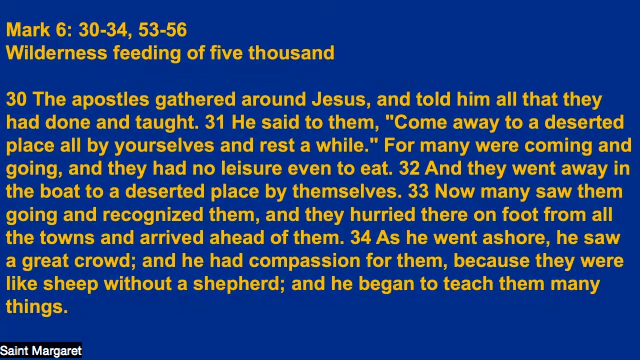 Mark 6: 30-34, 53-56
Wilderness feeding of five thousand
30 The apostles gathered around Jesus, and told him all that they
had done and taught. 31 He said to them, "Come away to a deserted
place all by yourselves and rest a while." For many were coming and
going, and they had no leisure even to eat. 32 And they went away in
the boat to a deserted place by themselves. 33 Now many saw them
going and recognized them, and they hurried there on foot from all
the towns and arrived ahead of them. 34 As he went ashore, he saw
a great crowd; and he had compassion for them, because they were
like sheep without a shepherd; and he began to teach them many
things.
Saint Margaret